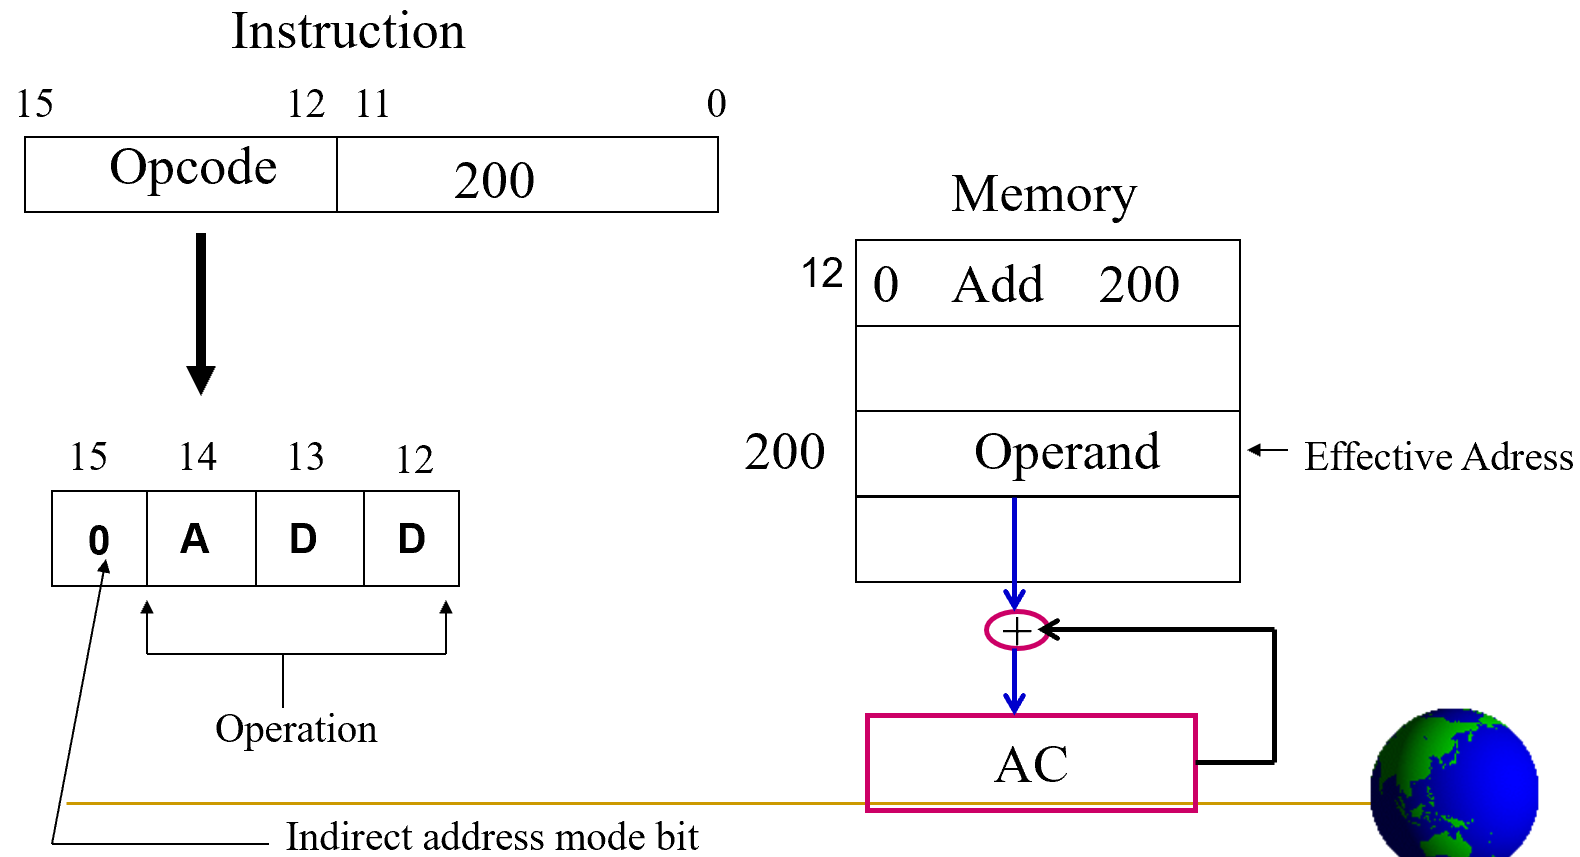 Instruction
15 12 11 0
Opcode 200
15 14 13 12
0 A D D
Operation
Indirect address mode bit
Memory
12 0 Add 200
200 Operand Effective Adress
+
AC